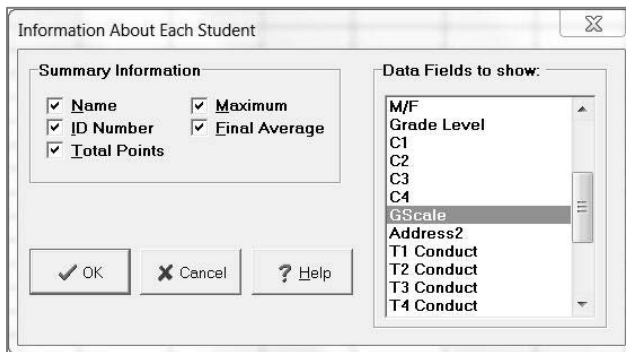 Information About Each Student
Summary Information
Name
Maximum
ID Number
Final Average
Total Points
OK
Cancel
? Help
Data Fields to show:
M/F
Grade Level
C1
C2
C3
C4
GScale
Address2
T1 Conduct
T2 Conduct
T3 Conduct
T4 Conduct